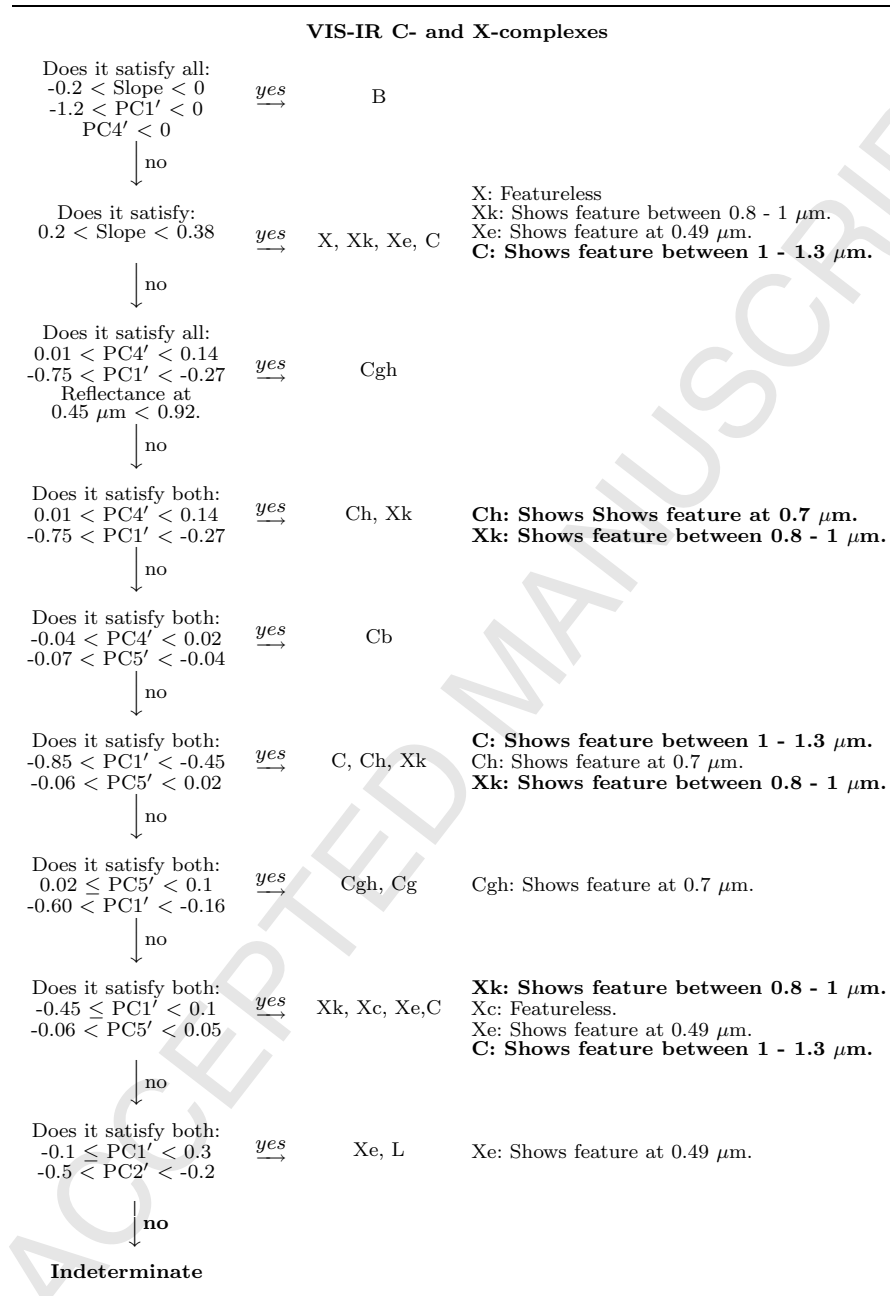 VIS-IR C- and X-complexes
Does it satisfy all:
-0.2 < Slope < 0
-1.2 < PC1′ < 0
PC4′ < 0
yes
B
no
Does it satisfy:
0.2 < Slope < 0.38
yes
X, Xk, Xe, C
X: Featureless
Xk: Shows feature between 0.8 - 1 μm.
Xe: Shows feature at 0.49 μm.
C: Shows feature between 1 - 1.3 μm.
no
Does it satisfy all:
0.01 < PC4′ < 0.14
-0.75 < PC1′ < -0.27
Reflectance at
0.45 μm < 0.92.
yes
Cgh
no
Does it satisfy both:
0.01 < PC4′ < 0.14
-0.75 < PC1′ < -0.27
yes
Ch, Xk
Ch: Shows Shows feature at 0.7 μm.
Xk: Shows feature between 0.8 - 1 μm.
no
Does it satisfy both:
-0.04 < PC4′ < 0.02
-0.07 < PC5′ < -0.04
yes
Cb
no
Does it satisfy both:
-0.85 < PC1′ < -0.45
-0.06 < PC5′ < 0.02
yes
C, Ch, Xk
C: Shows feature between 1 - 1.3 μm.
Ch: Shows feature at 0.7 μm.
Xk: Shows feature between 0.8 - 1 μm.
no
Does it satisfy both:
0.02 ≤ PC5′ < 0.1
-0.60 < PC1′ < -0.16
yes
Cgh, Cg
Cgh: Shows feature at 0.7 μm.
no
Does it satisfy both:
-0.45 ≤ PC1′ < 0.1
-0.06 < PC5′ < 0.05
yes
Xk, Xc, Xe,C
Xk: Shows feature between 0.8 - 1 μm.
Xc: Featureless.
Xe: Shows feature at 0.49 μm.
C: Shows feature between 1 - 1.3 μm.
no
Does it satisfy both:
-0.1 ≤ PC1′ < 0.3
-0.5 < PC2′ < -0.2
yes
Xe, L
Xe: Shows feature at 0.49 μm.
no
Indeterminate
ACCEPTED MANUSCRI